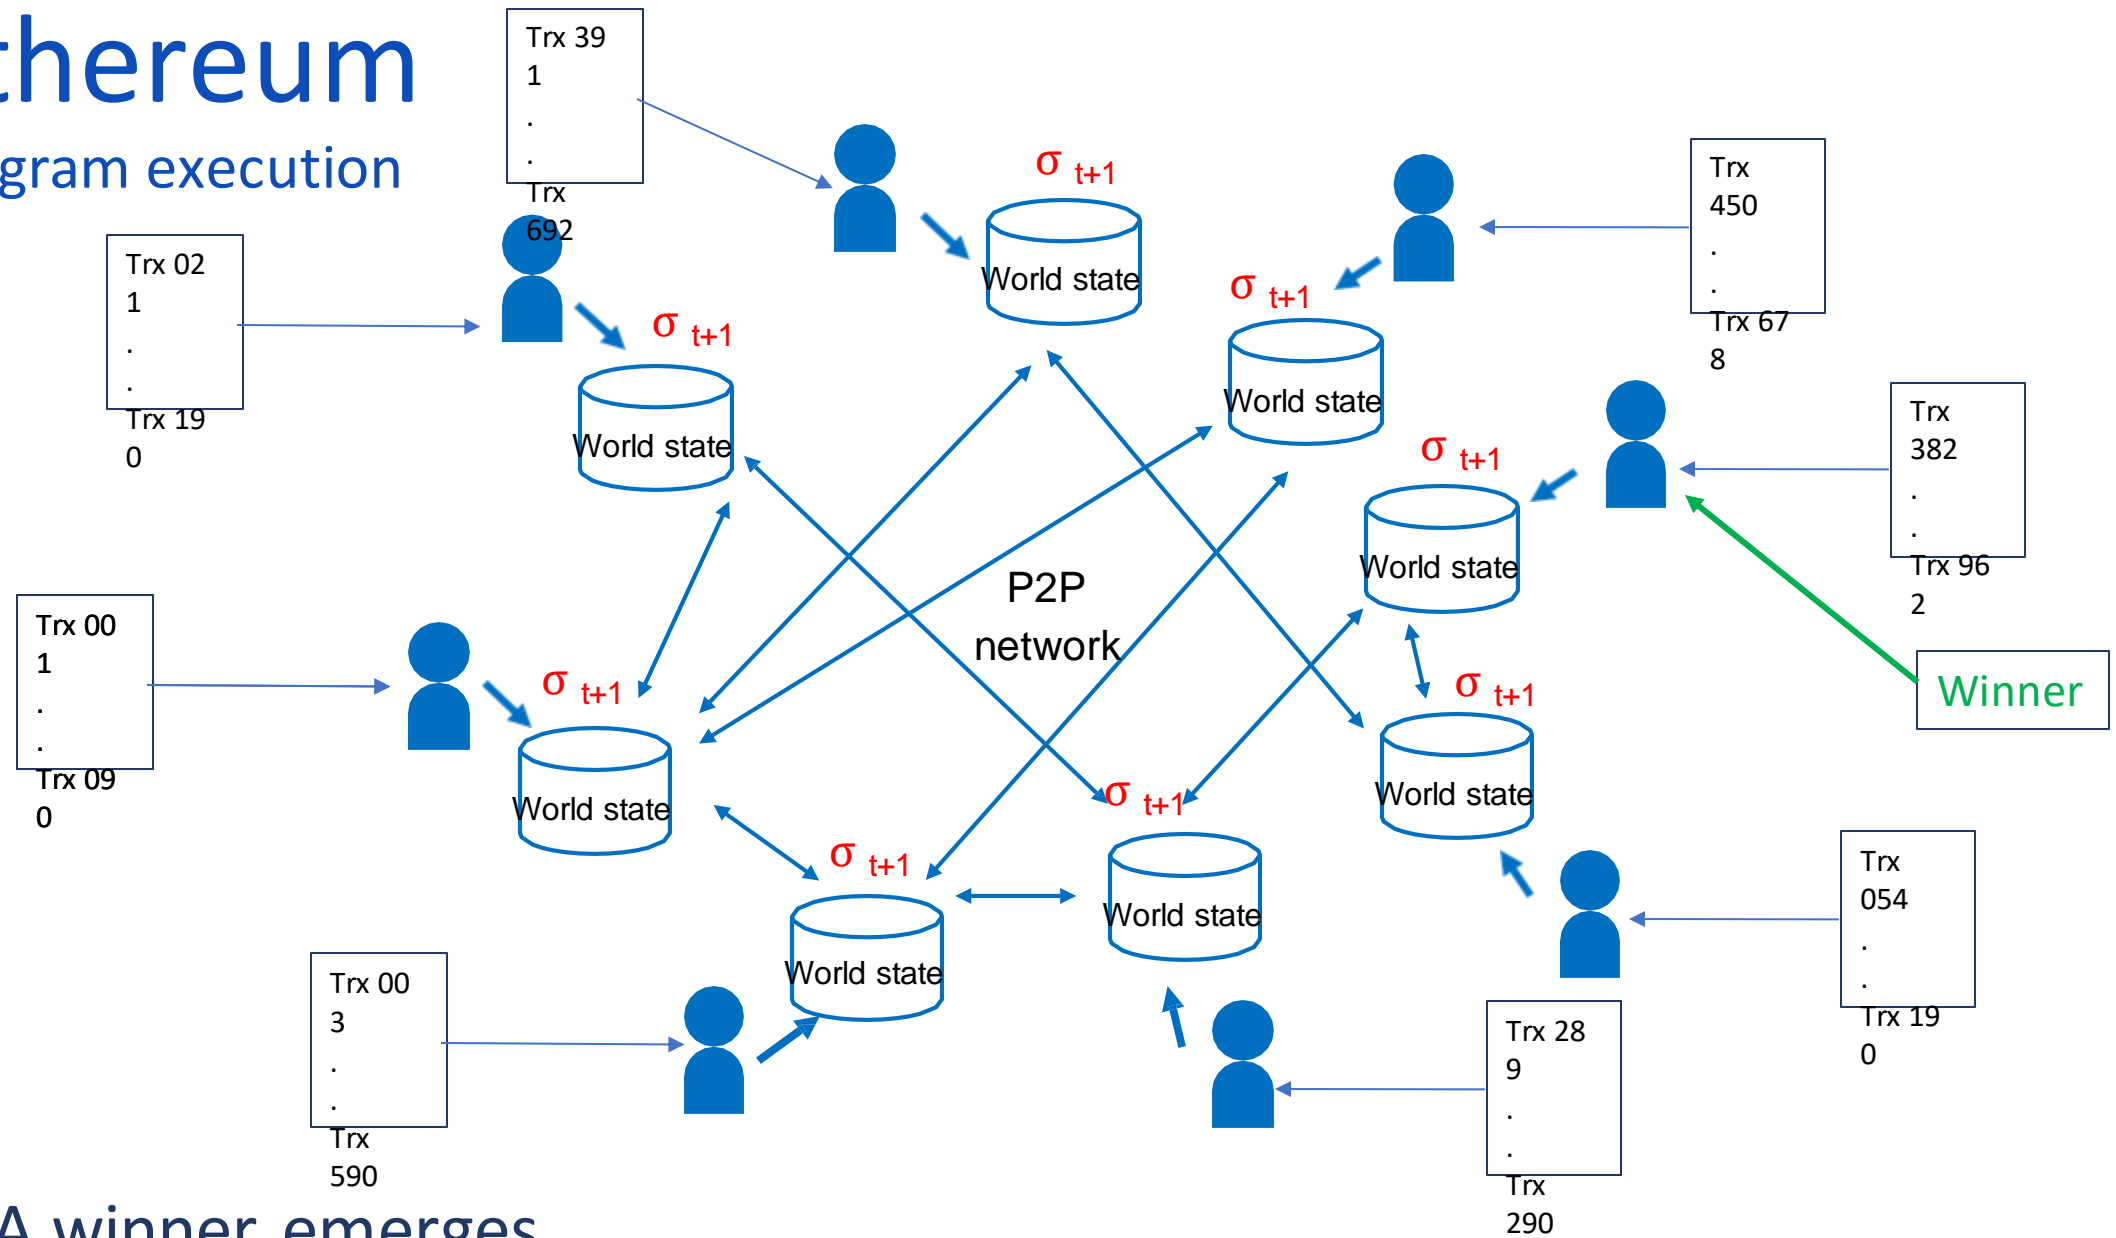 thereum
gram execution
Trx 39
1
.
.
Trx
692
σ t+1
World state
Trx
450
.
.
Trx 67
8
Trx 02
1
.
.
Trx 19
0
σ t+1
World state
σ t+1
World state
Trx
382
.
.
Trx 96
2
σ t+1
World state
P2P
network
Winner
Trx 00
1
.
.
Trx 09
0
σ t+1
World state
σ t+1
World state
σ t+1
World state
σ t+1
World state
Trx
054
.
.
Trx 19
0
Trx 00
3
.
.
Trx
590
Trx 28
9
.
.
Trx
290
A winner emerges